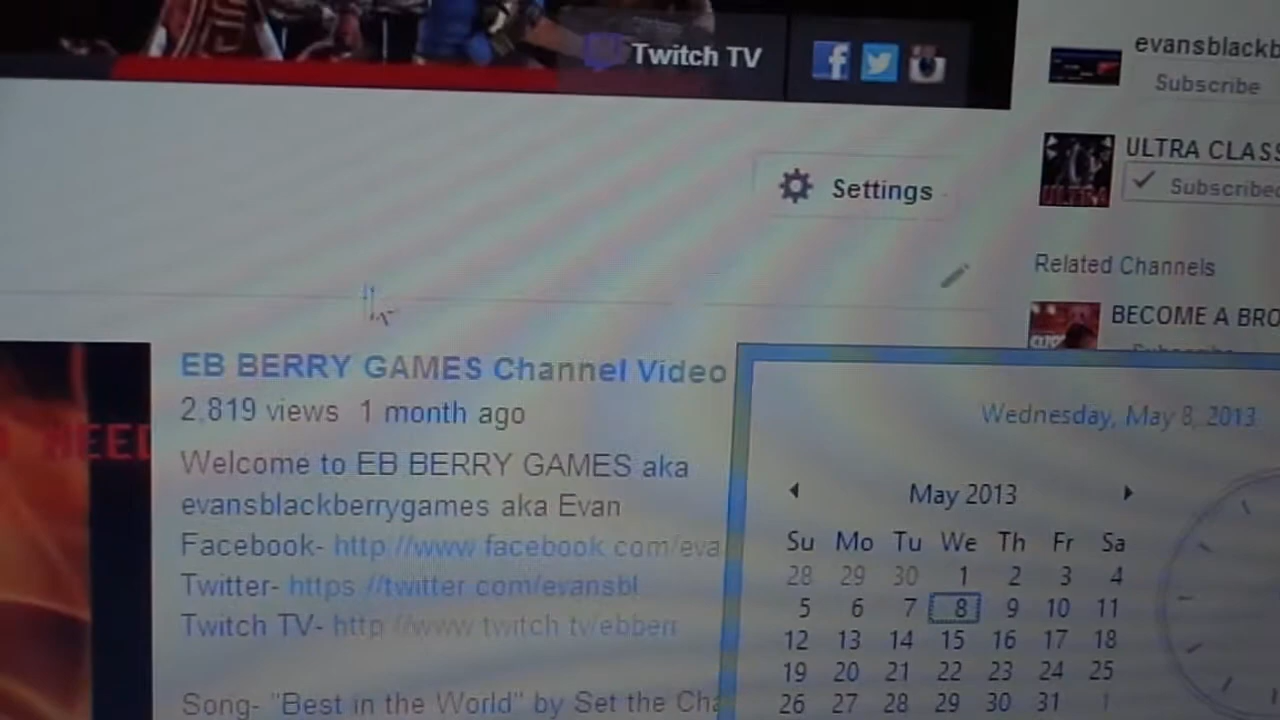 Twitch TV
evansblackb
Subscribe
ULTRA CLASS
ULTRA
Subscribed
Settings
Related Channels
BECOME A BRO
Subscribe
EB BERRY GAMES Channel Video
2,819 views 1 month ago
Welcome to EB BERRY GAMES aka
evansblackberrygames aka Evan
Facebook- http://www.facebook.com/eva
Twitter- https://twitter.com/evansbl
Twitch TV- http://www.twitch.tv/ebberr
Song- "Best in the World" by Set the Cha
NEED
Wednesday, May 8, 2013
May 2013
Su Mo Tu We Th Fr Sa
28 29 30 1 2 3 4
5 6 7 8 9 10 11
12 13 14 15 16 17 18
19 20 21 22 23 24 25
26 27 28 29 30 31 1